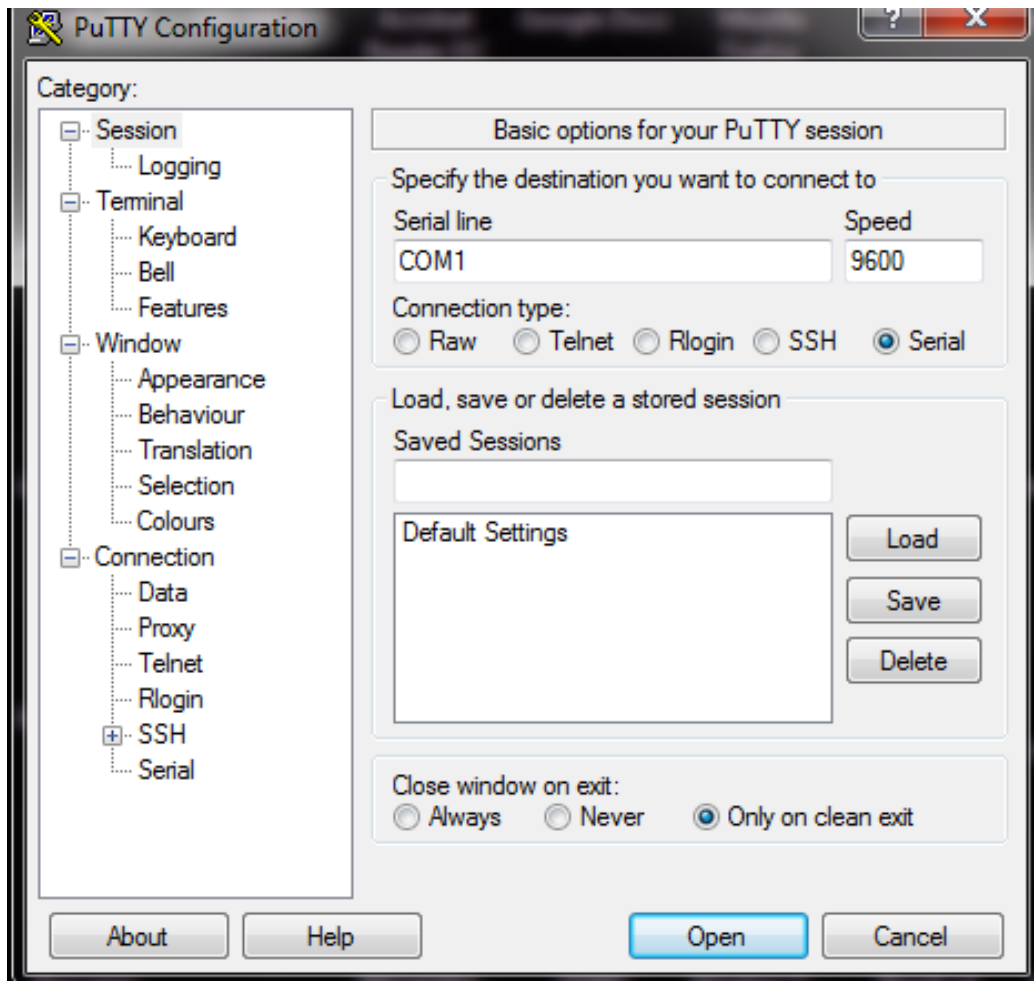 PuTTY Configuration
?
X
Category:
Session
Logging
Terminal
Keyboard
Bell
Features
Window
Appearance
Behaviour
Translation
Selection
Colours
Connection
Data
Proxy
Telnet
Rlogin
SSH
Serial
Basic options for your PuTTY session
Specify the destination you want to connect to
Serial line Speed
COM1 9600
Connection type:
Raw Telnet Rlogin SSH Serial
Load, save or delete a stored session
Saved Sessions
Default Settings
Load
Save
Delete
Close window on exit:
Always Never Only on clean exit
About Help Open Cancel